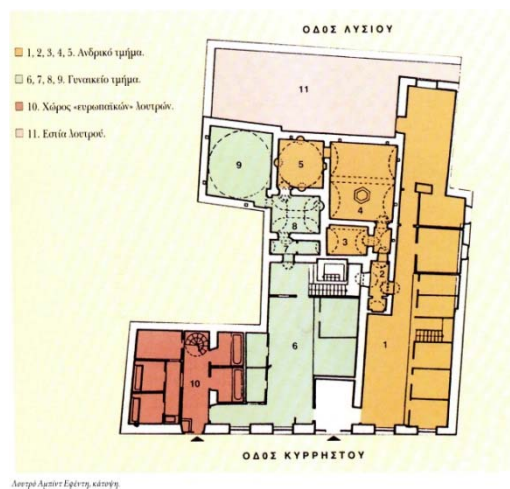 ΟΔΟΣ ΛΥΣΙΟΥ
1, 2, 3, 4, 5. Ανδρικό τμήμα.
6, 7, 8, 9. Γυναικείο τμήμα.
10. Χώρος «ευρωπαϊκών» λουτρών.
11. Εστία λουτρού.
11
9
5
4
8
3
7
2
6
1
10
ΟΔΟΣ ΚΥΡΡΗΣΤΟΥ
Λουτρό Αμπίντ Εφέντη, κάτοψη.